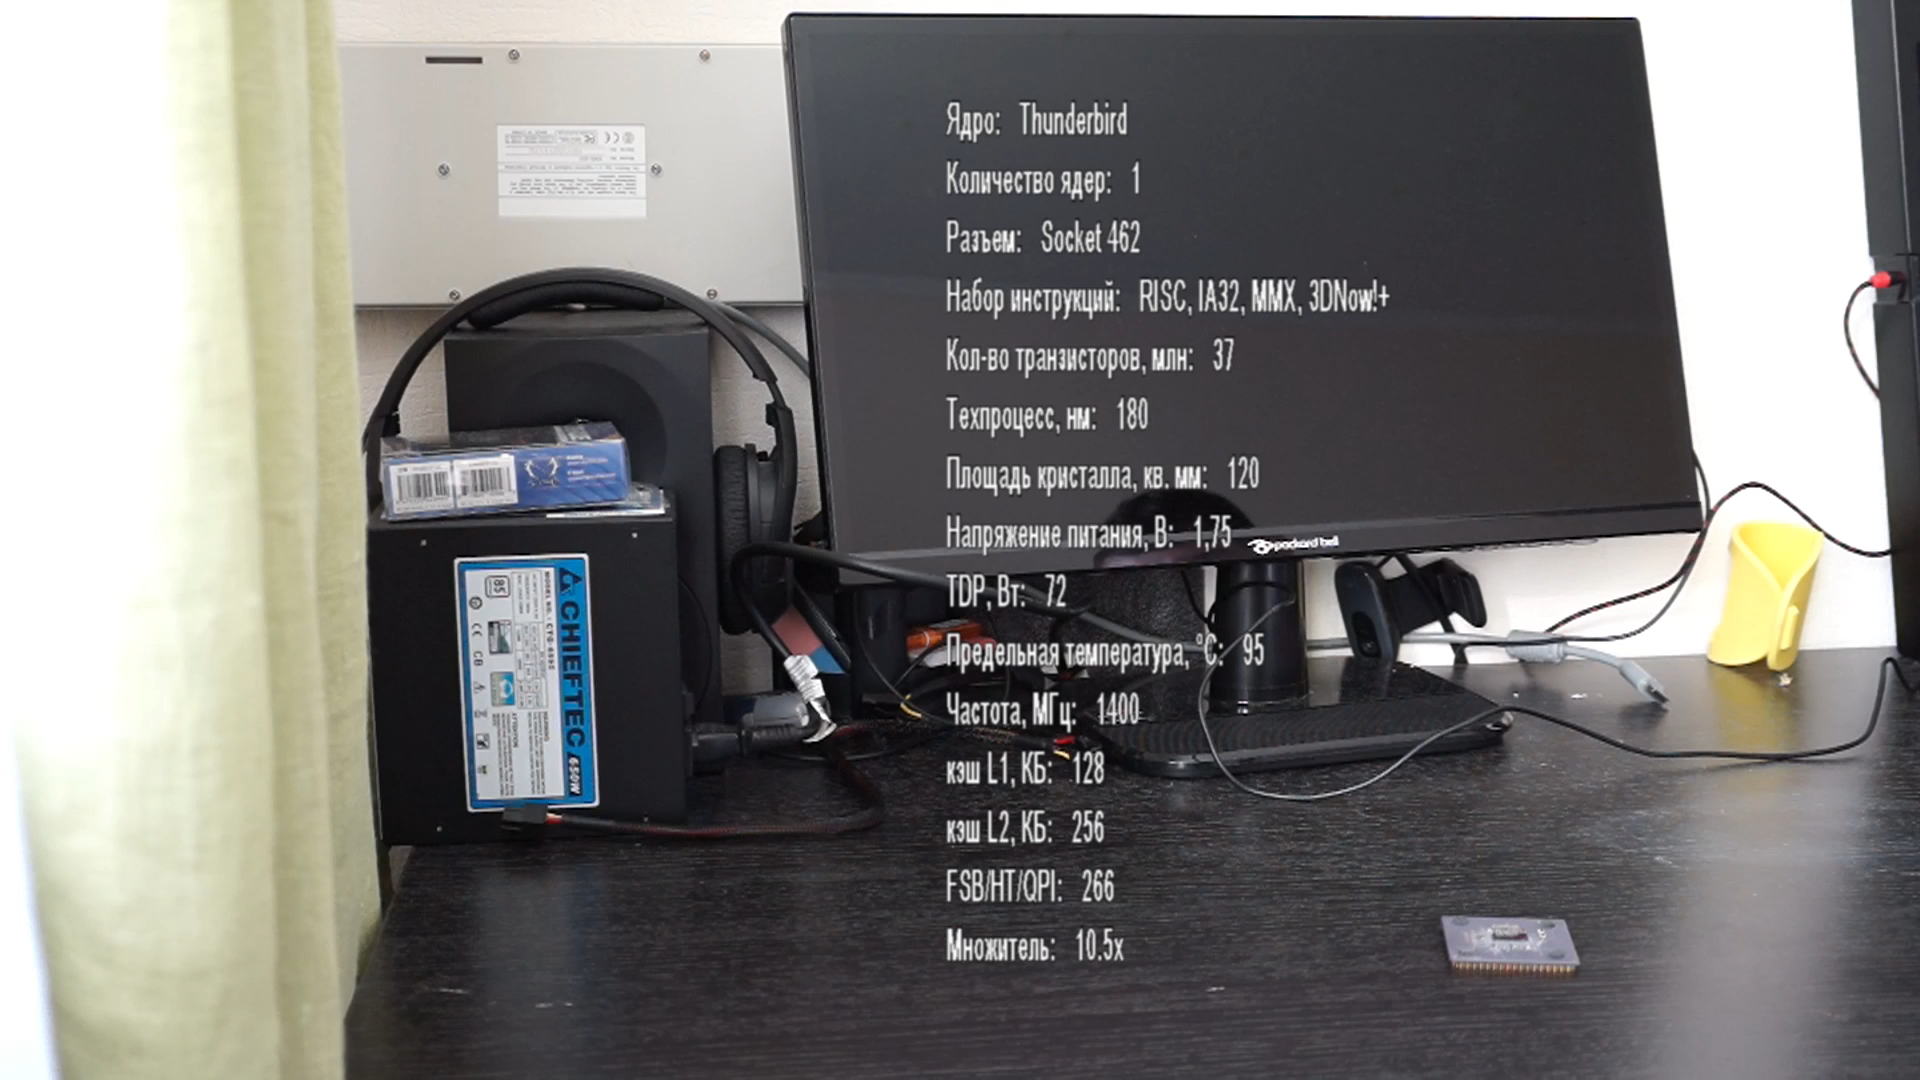 Ядро: Thunderbird
Количество ядер: 1
Разъем: Socket 462
Набор инструкций: RISC, IA32, MMX, 3DNow!+
Кол-во транзисторов, млн: 37
Техпроцесс, нм: 180
Площадь кристалла, кв. мм: 120
Напряжение питания, В: 1,75
TDP, Вт: 72
Предельная температура, °C: 95
Частота, МГц: 1400
кэш L1, КБ: 128
кэш L2, КБ: 256
FSB/HT/QPI: 266
Множитель: 10.5x
packard bell
CHIEFTEC 650W